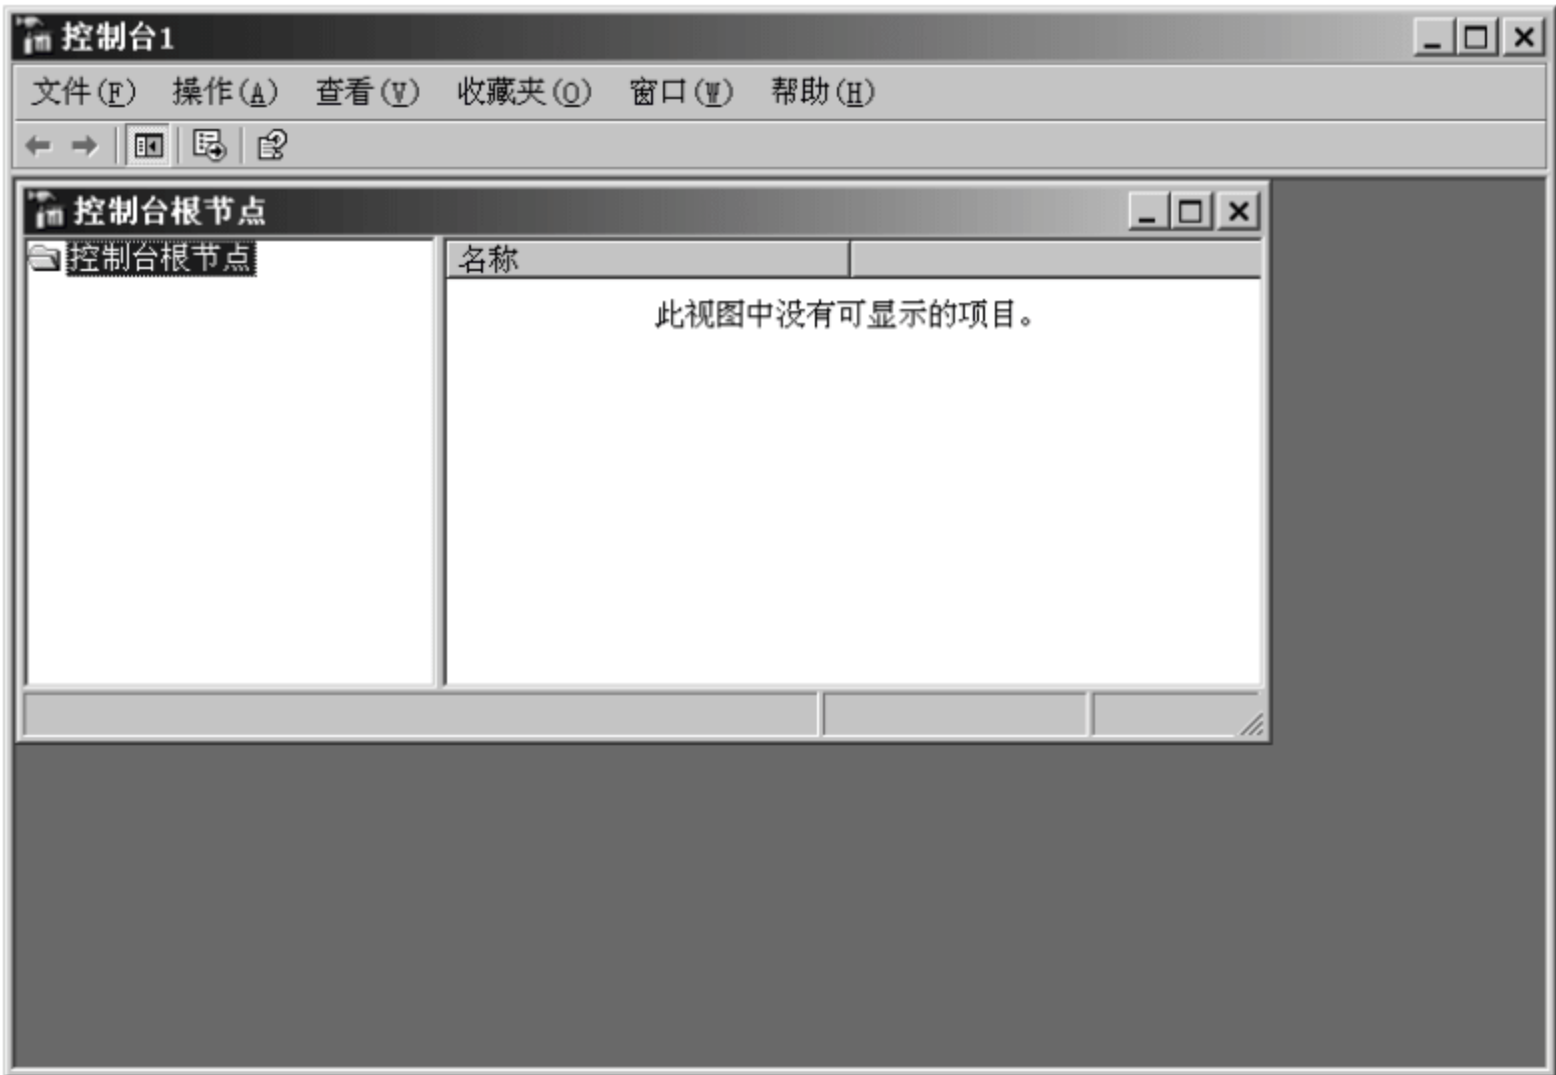 控制台1
文件(F) 操作(A) 查看(V) 收藏夹(O) 窗口(W) 帮助(H)
控制台根节点
控制台根节点
名称
此视图中没有可显示的项目。